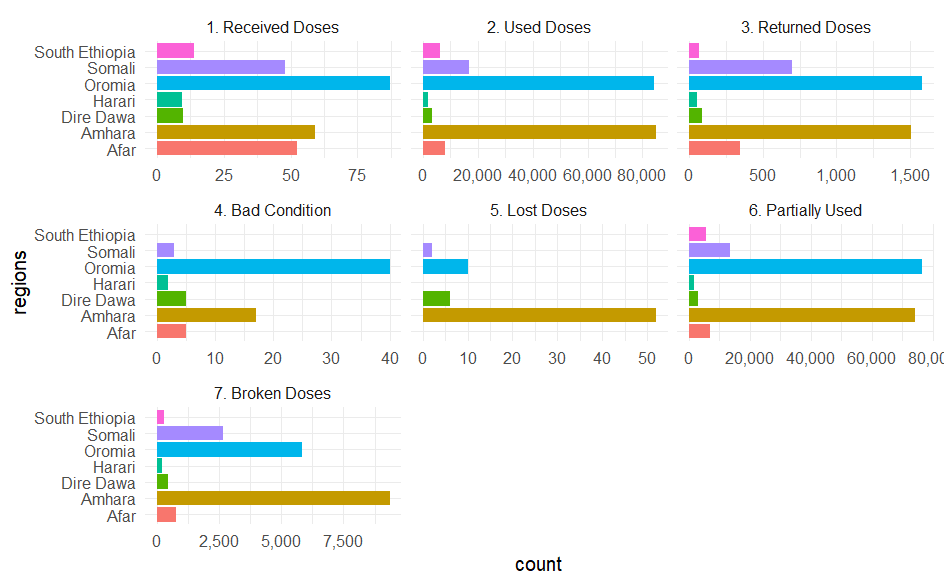 1. Received Doses
2. Used Doses
3. Returned Doses
South Ethiopia
Somali
Oromia
Harari
Dire Dawa
Amhara
Afar
0 25 50 75
0 20,000 40,000 60,000 80,000
0 500 1,000 1,500
4. Bad Condition
5. Lost Doses
6. Partially Used
South Ethiopia
Somali
Oromia
Harari
Dire Dawa
Amhara
Afar
0 10 20 30 40
0 10 20 30 40 50
0 20,000 40,000 60,000 80,000
7. Broken Doses
South Ethiopia
Somali
Oromia
Harari
Dire Dawa
Amhara
Afar
0 2,500 5,000 7,500
regions
count